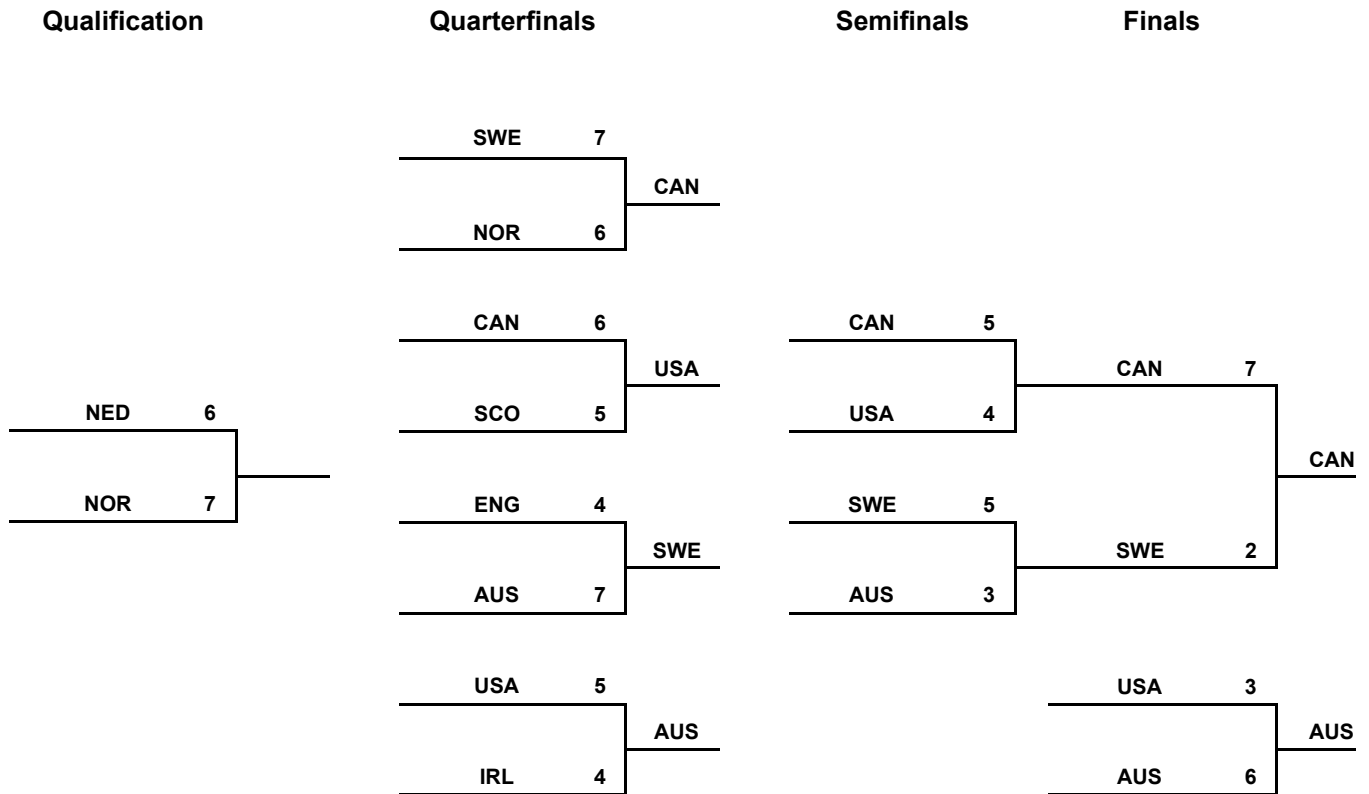 Qualification Quarterfinals Semifinals Finals
SWE 7
CAN
NOR 6
CAN 6 CAN 5
USA CAN 7
NED 6 SCO 5 USA 4
CAN
NOR 7 ENG 4 SWE 5
SWE SWE 2
AUS 7 AUS 3
USA 5 USA 3
AUS AUS
IRL 4 AUS 6